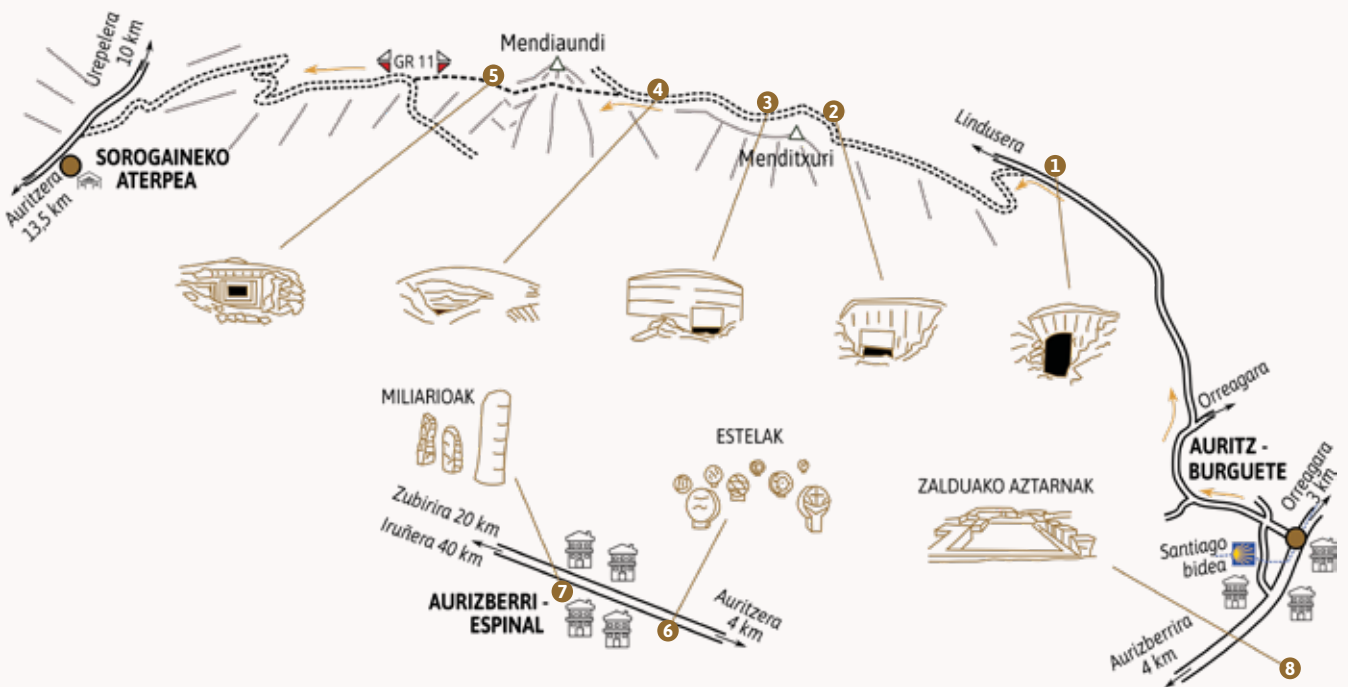 Urepelera
10 km
GR 11
5
Mendiaundi
4
3
2
Menditxuri
Lindusera
1
SOROGAINEKO
ATERPEA
Auritzera
13,5 km
MILIARIOAK
ESTELAK
ZALDUAKO AZTARNAK
Orreagara
AURITZ -
BURGUETE
Orreagara
3 km
Santiago
bidea
Zubirira 20 km
Iruñera 40 km
7
AURIZBERRI -
ESPINAL
6
Auritzera
4 km
Aurizberrira
4 km
8